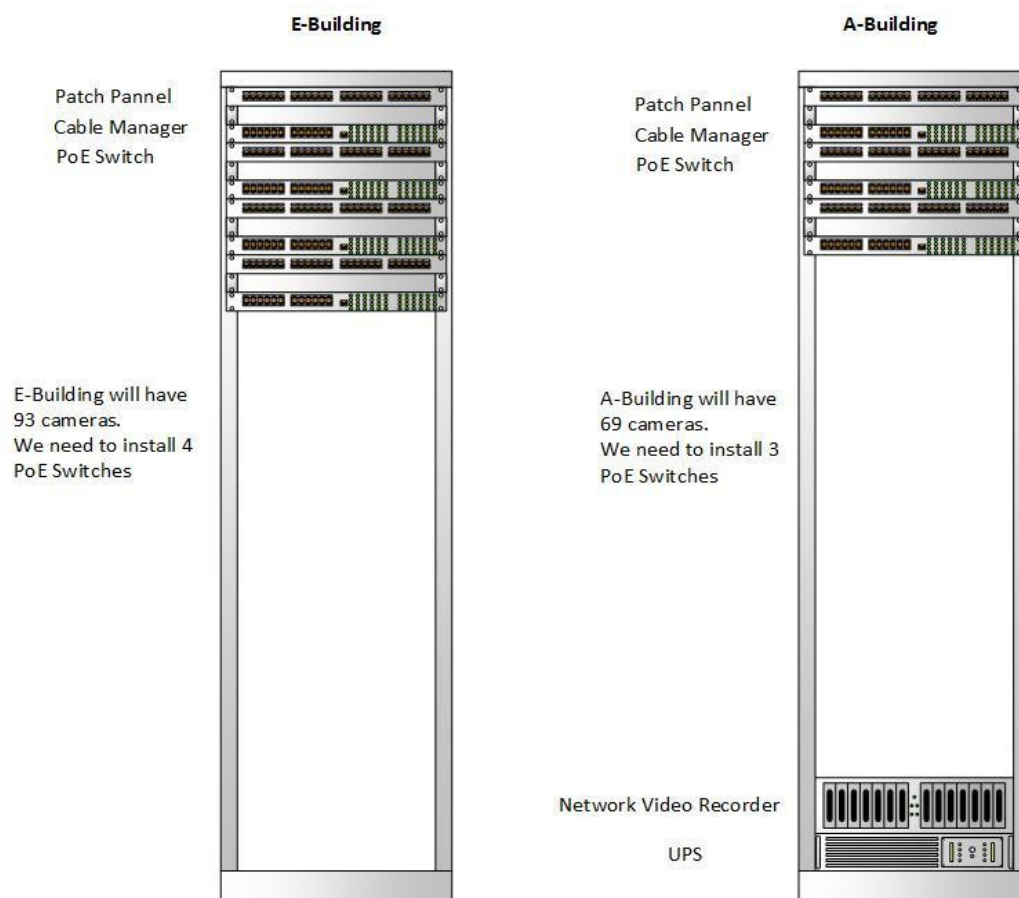 E-Building
A-Building
Patch Pannel
Cable Manager
PoE Switch
Patch Pannel
Cable Manager
PoE Switch
E-Building will have
93 cameras.
We need to install 4
PoE Switches
A-Building will have
69 cameras.
We need to install 3
PoE Switches
Network Video Recorder
UPS